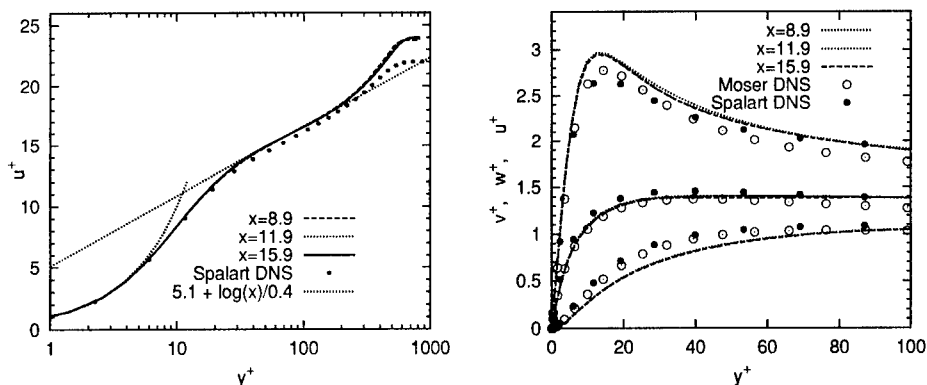 25
20
15
10
5
0
u+
1
10
100
1000
y+
x=8.9
x=11.9
x=15.9
Spalart DNS
5.1 + log(x)/0.4
3.5
3
2.5
2
1.5
1
0.5
0
v+, w+, u+
0
20
40
60
80
100
y+
x=8.9
x=11.9
x=15.9
Moser DNS
Spalart DNS